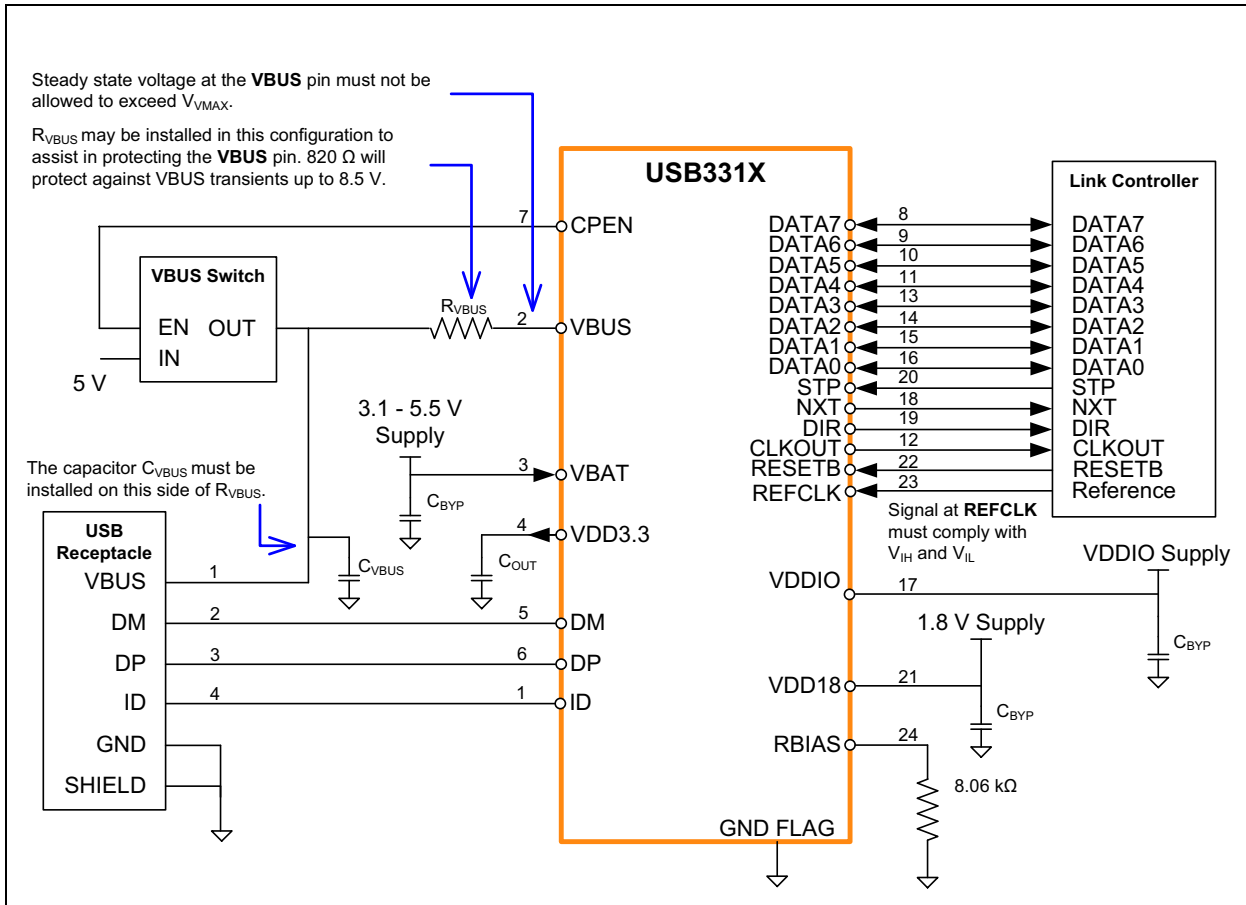 Steady state voltage at the VBUS pin must not be
allowed to exceed VVMAX.
RVBUS may be installed in this configuration to
assist in protecting the VBUS pin. 820 Ω will
protect against VBUS transients up to 8.5 V.
USB331X
Link Controller
7 CPEN
DATA7 8 DATA7
DATA6 9 DATA6
DATA5 10 DATA5
DATA4 11 DATA4
DATA3 13 DATA3
DATA2 14 DATA2
DATA1 15 DATA1
DATA0 16 DATA0
STP 20 STP
NXT 18 NXT
DIR 19 DIR
CLKOUT 12 CLKOUT
RESETB 22 RESETB
REFCLK 23 Reference
VBUS Switch
EN OUT
IN
5 V
RVBUS
2 VBUS
3.1 - 5.5 V
Supply
3 VBAT
CBYP
4 VDD3.3
COUT
The capacitor CVBUS must be
installed on this side of RVBUS.
CVBUS
USB
Receptacle
VBUS 1
DM 2 5 DM
DP 3 6 DP
ID 4 1 ID
GND
SHIELD
Signal at REFCLK
must comply with
VIH and VIL
VDDIO Supply
VDDIO 17
CBYP
1.8 V Supply
VDD18 21
CBYP
RBIAS 24
8.06 kΩ
GND FLAG